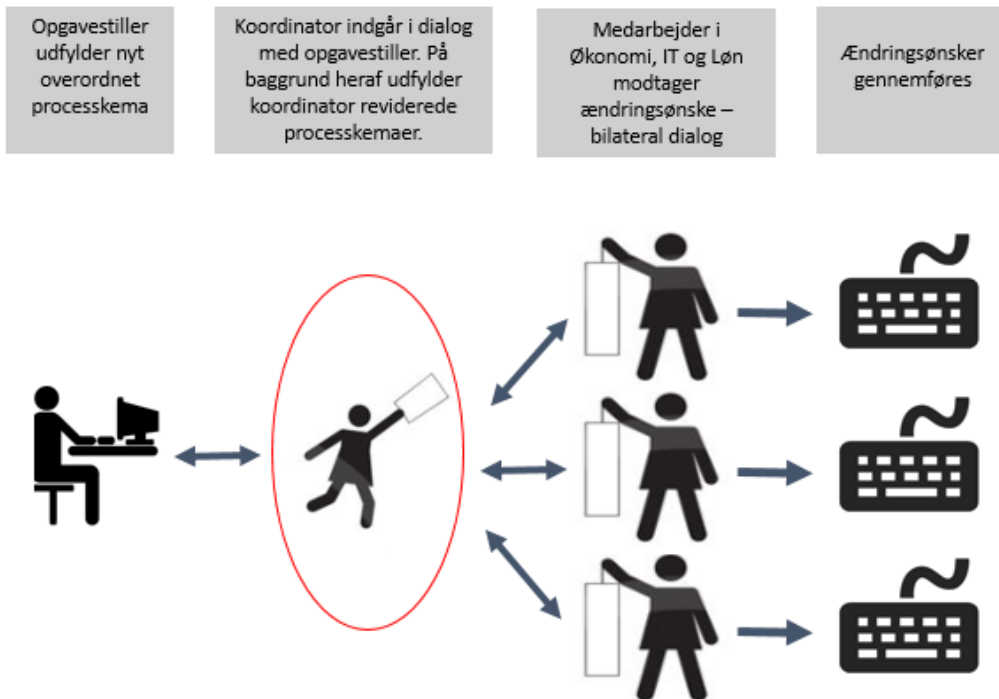 Opgavestiller
udfylder nyt
overordnet
processkema
Koordinator indgår i dialog
med opgavestiller. På
baggrund heraf udfylder
koordinator reviderede
processkemaer.
Medarbejder i
Økonomi, IT og Løn
modtager
ændringsønske –
bilateral dialog
Ændringsønsker
gennemføres